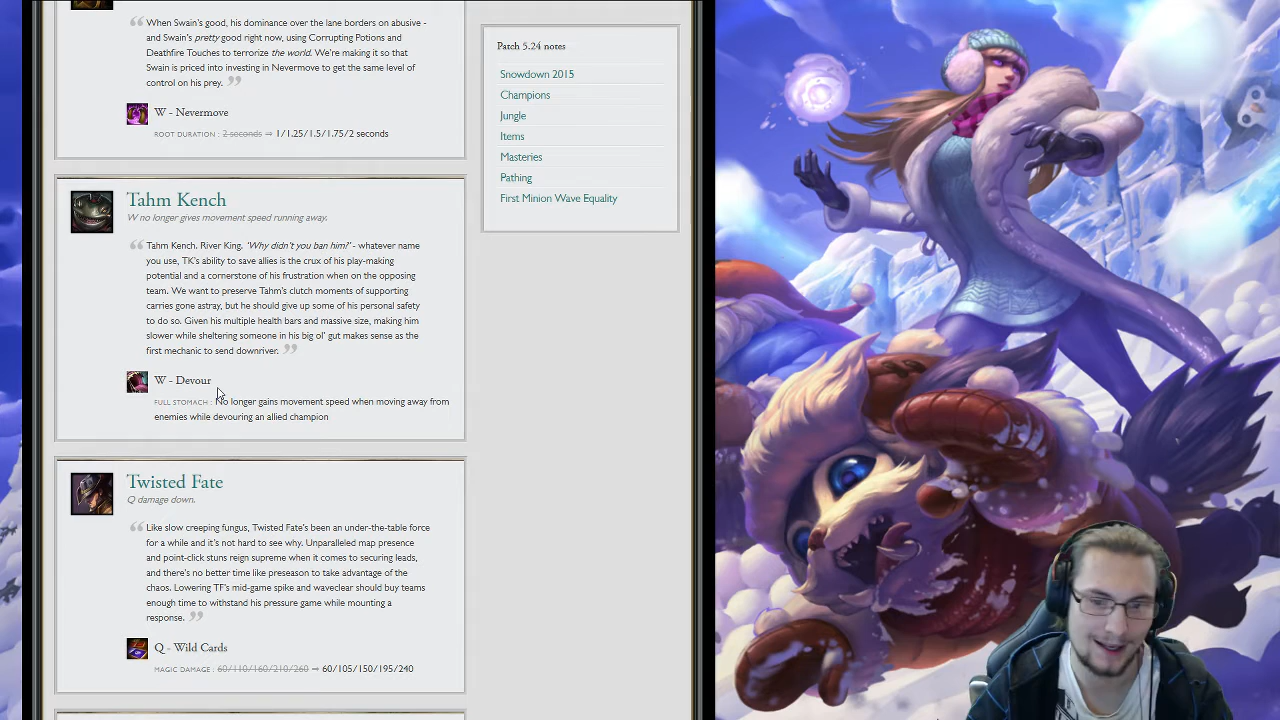 When Swain's good, his dominance over the lane borders on abusive -
and Swain's pretty good right now, using Corrupting Potions and
Deathfire Touches to terrorize the
Swain is priced into investing in Ne to get the same level of
control on his prey.
W - Nevermove
ROOT DURATION : 2 seconds ⇒ 1/1.25/1.5/1.75/2 seconds
Tahm Kench
W no longer gives movement speed running away.
Tahm Kench. River King. 'Why didn't you ban him?' - whatever name
you use, TK's ability to save allies is the crux of his play-making
potential and a cornerstone of his frustration when on the opposing
team. We want to preserve Tahm's clutch moments of supporting
carries gone astray, but he should give up some of his personal safety
to do so. Given his multiple health bars and massive size, making him
slower while sheltering someone in his big ol' gut makes sense as the
first mechanic to send downriver.
W - Devour
FULL STOMACH : No longer gains movement speed when moving away from
enemies while devouring an allied champion
Twisted Fate
Q damage down.
Like slow creeping fungus, Twisted Fate's been an under-the-table force
for a while and it's not hard to see why. Unparalleled map presence
and point-click stuns reign supreme when it comes to securing leads,
and there's no better time like preseason to take advantage of the
chaos. Lowering TF's mid-game spike and waveclear should buy teams
enough time to withstand his pressure game while mounting a
response.
Q - Wild Cards
MAGIC DAMAGE : 60/110/160/210/260 ⇒ 60/105/150/195/240
Patch 5.24 notes
Snowdown 2015
Champions
Jungle
Items
Masteries
Pathing
First Minion Wave Equality